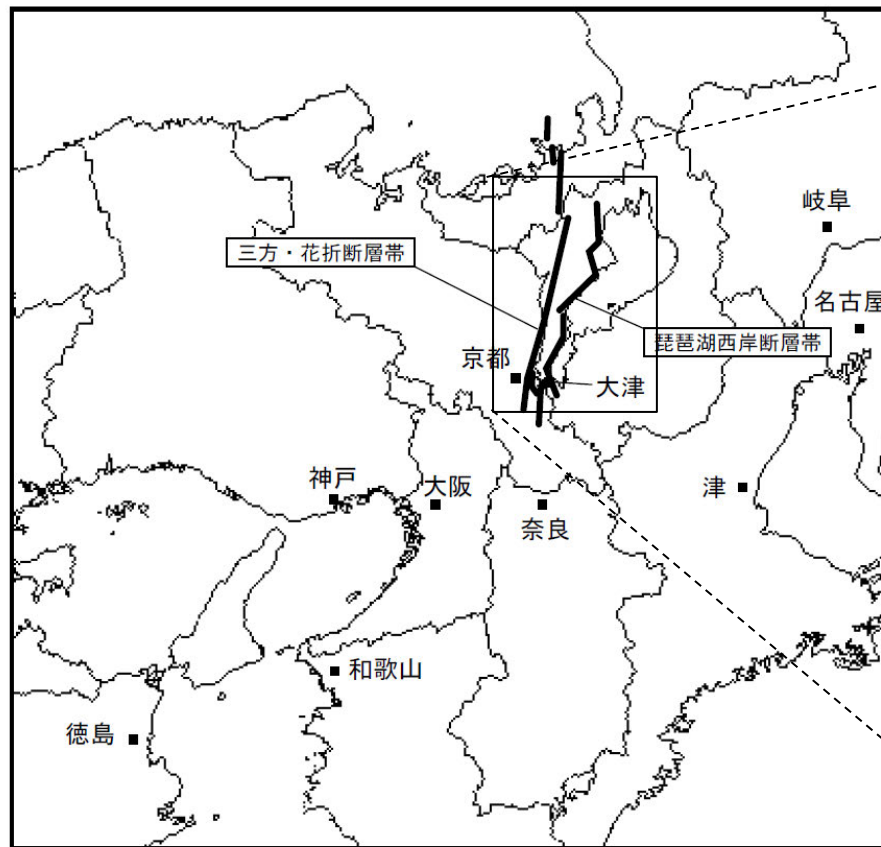 岐阜
三方・花折断層帯
名古屋
琵琶湖西岸断層帯
京都
大津
神戸
大阪
津
奈良
和歌山
徳島